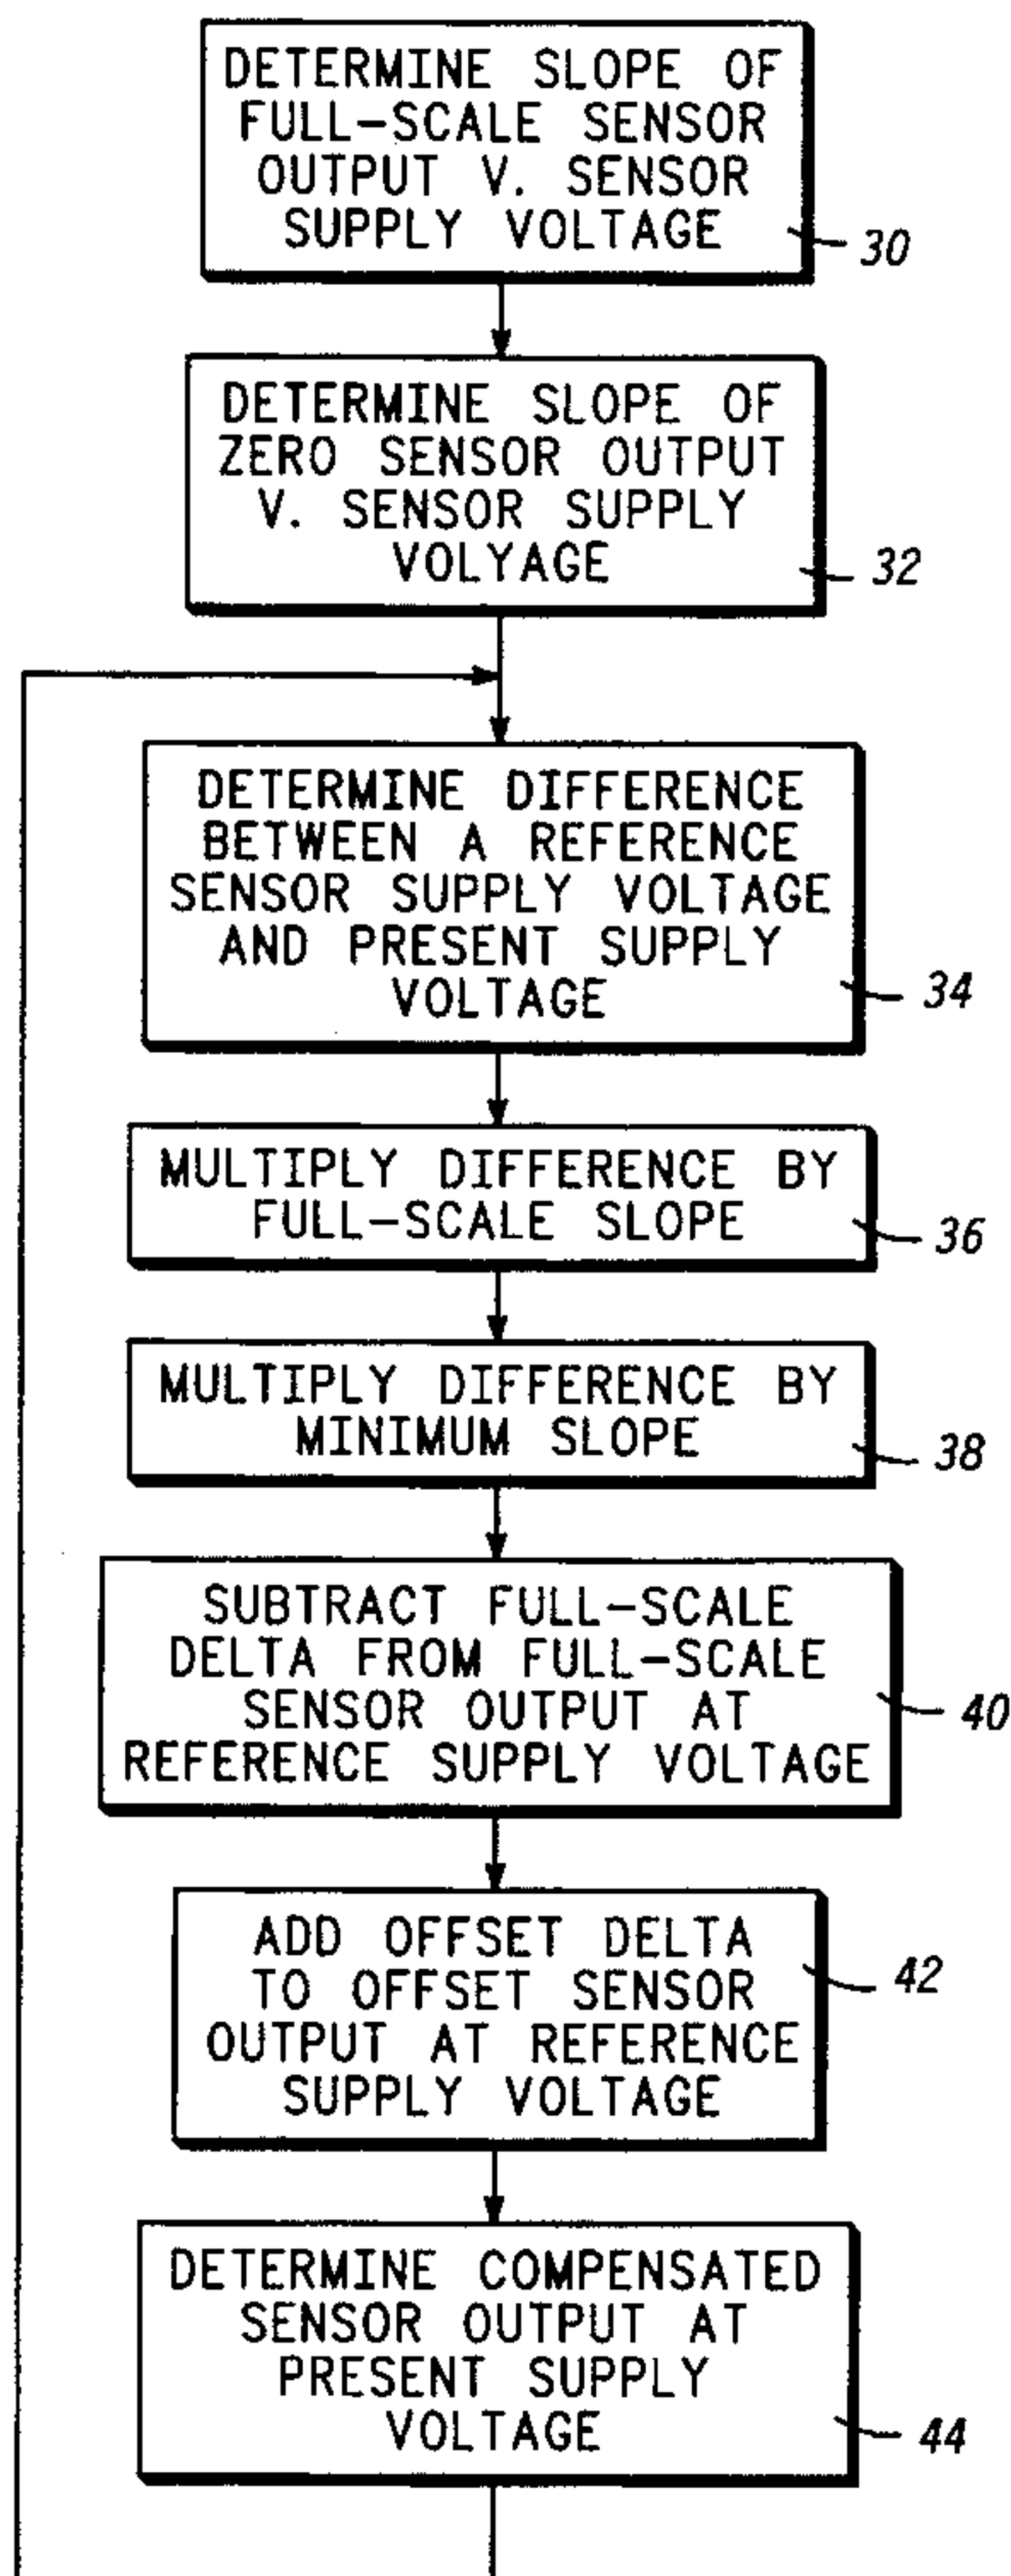 DETERMINE SLOPE OF
FULL-SCALE SENSOR
OUTPUT V. SENSOR
SUPPLY VOLTAGE
30
DETERMINE SLOPE OF
ZERO SENSOR OUTPUT
V. SENSOR SUPPLY
VOLYAGE
32
DETERMINE DIFFERENCE
BETWEEN A REFERENCE
SENSOR SUPPLY VOLTAGE
AND PRESENT SUPPLY
VOLTAGE
34
MULTIPLY DIFFERENCE BY
FULL-SCALE SLOPE
36
MULTIPLY DIFFERENCE BY
MINIMUM SLOPE
38
SUBTRACT FULL-SCALE
DELTA FROM FULL-SCALE
SENSOR OUTPUT AT
REFERENCE SUPPLY VOLTAGE
40
ADD OFFSET DELTA
TO OFFSET SENSOR
OUTPUT AT REFERENCE
SUPPLY VOLTAGE
42
DETERMINE COMPENSATED
SENSOR OUTPUT AT
PRESENT SUPPLY
VOLTAGE
44